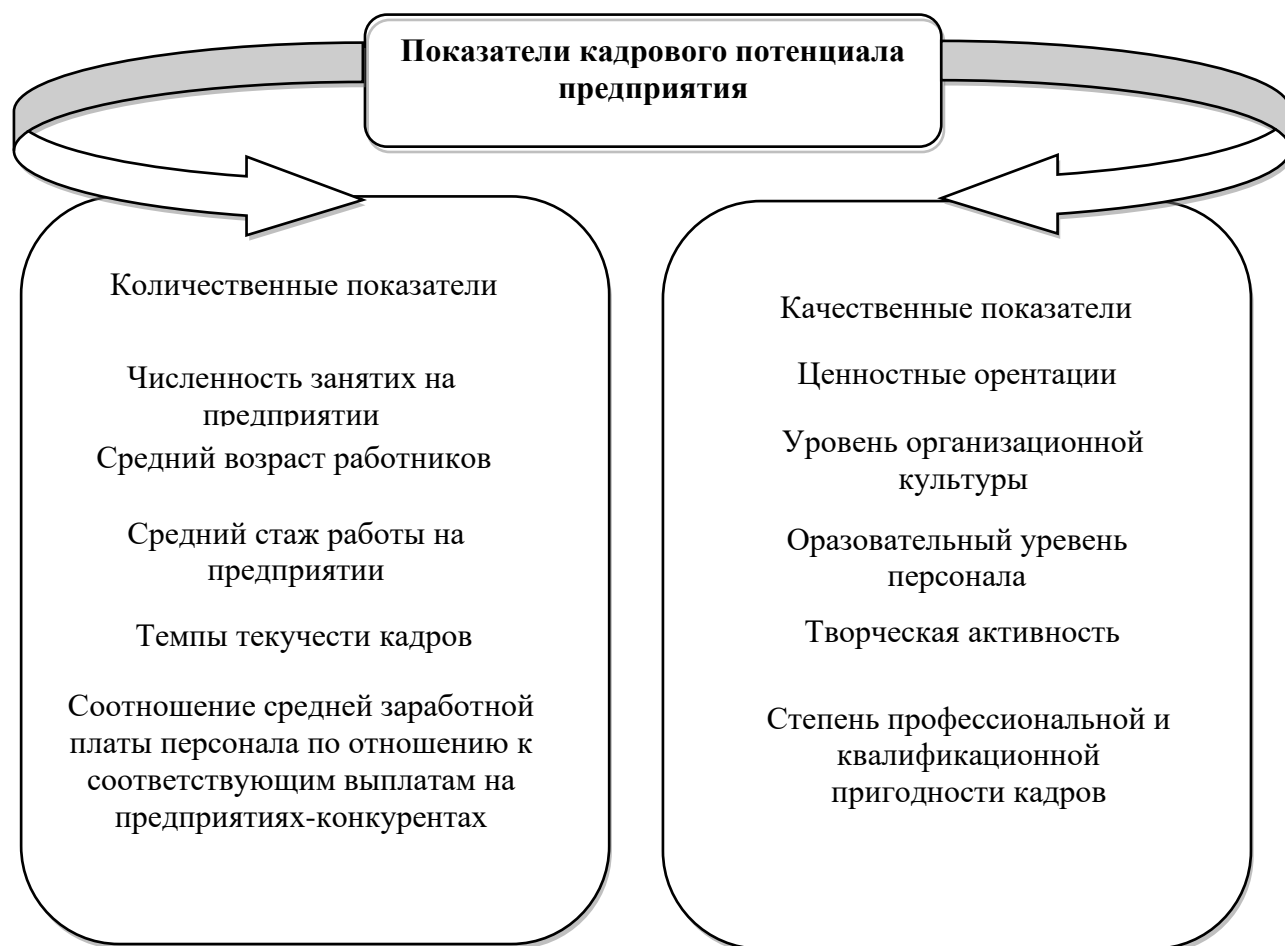 Показатели кадрового потенциала
предприятия
Количественные показатели
Численность занятих на
предприятии
Средний возраст работников
Средний стаж работы на
предприятии
Темпы текучести кадров
Соотношение средней заработной
платы персонала по отношению к
соответствующим выплатам на
предприятиях-конкурентах
Качественные показатели
Ценностные орентации
Уровень организационной
культуры
Оразовательный уревень
персонала
Творческая активность
Степень профессиональной и
квалификационной
пригодности кадров